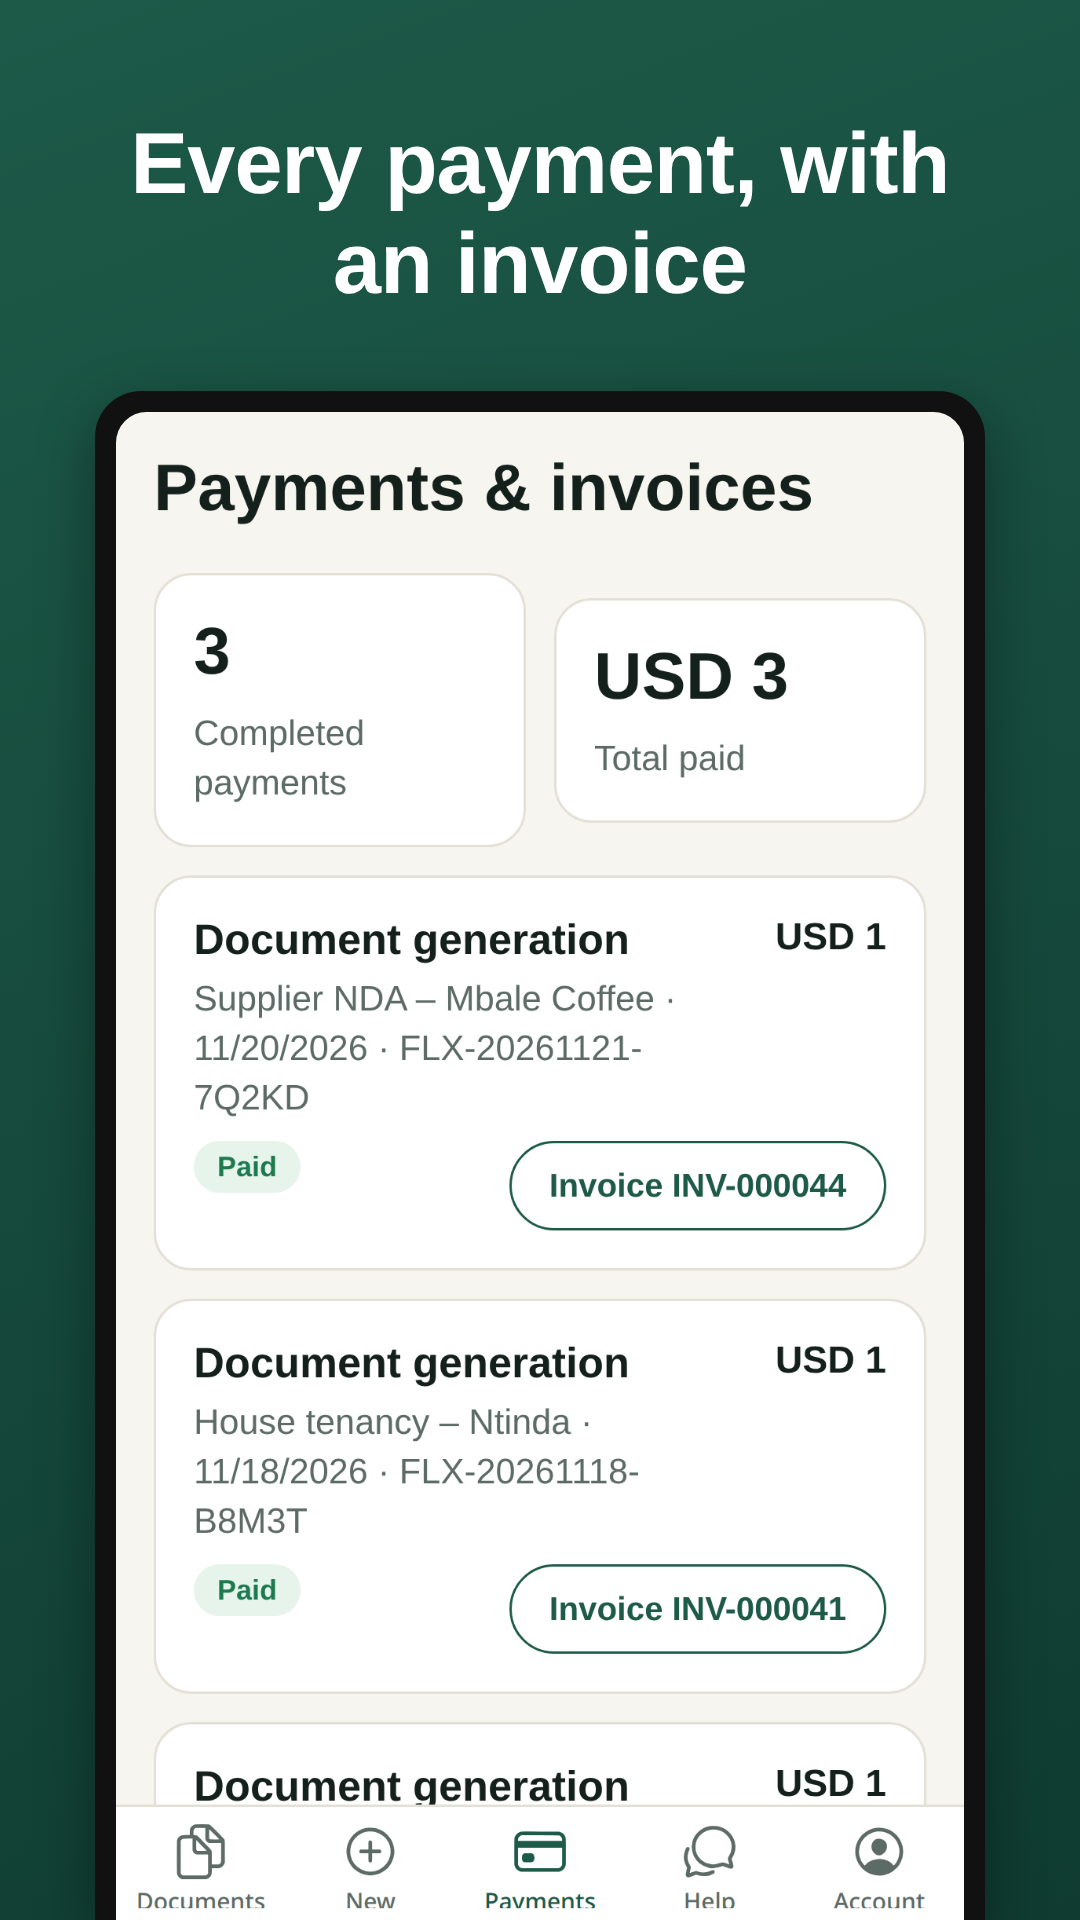 Every payment, with
an invoice
Payments & invoices
3
Completed
payments
USD 3
Total paid
Document generation
USD 1
Supplier NDA – Mbale Coffee ·
11/20/2026 · FLX-20261121-
7Q2KD
Paid
Invoice INV-000044
Document generation
USD 1
House tenancy – Ntinda ·
11/18/2026 · FLX-20261118-
B8M3T
Paid
Invoice INV-000041
Document generation
USD 1
Documents
New
Payments
Help
Account